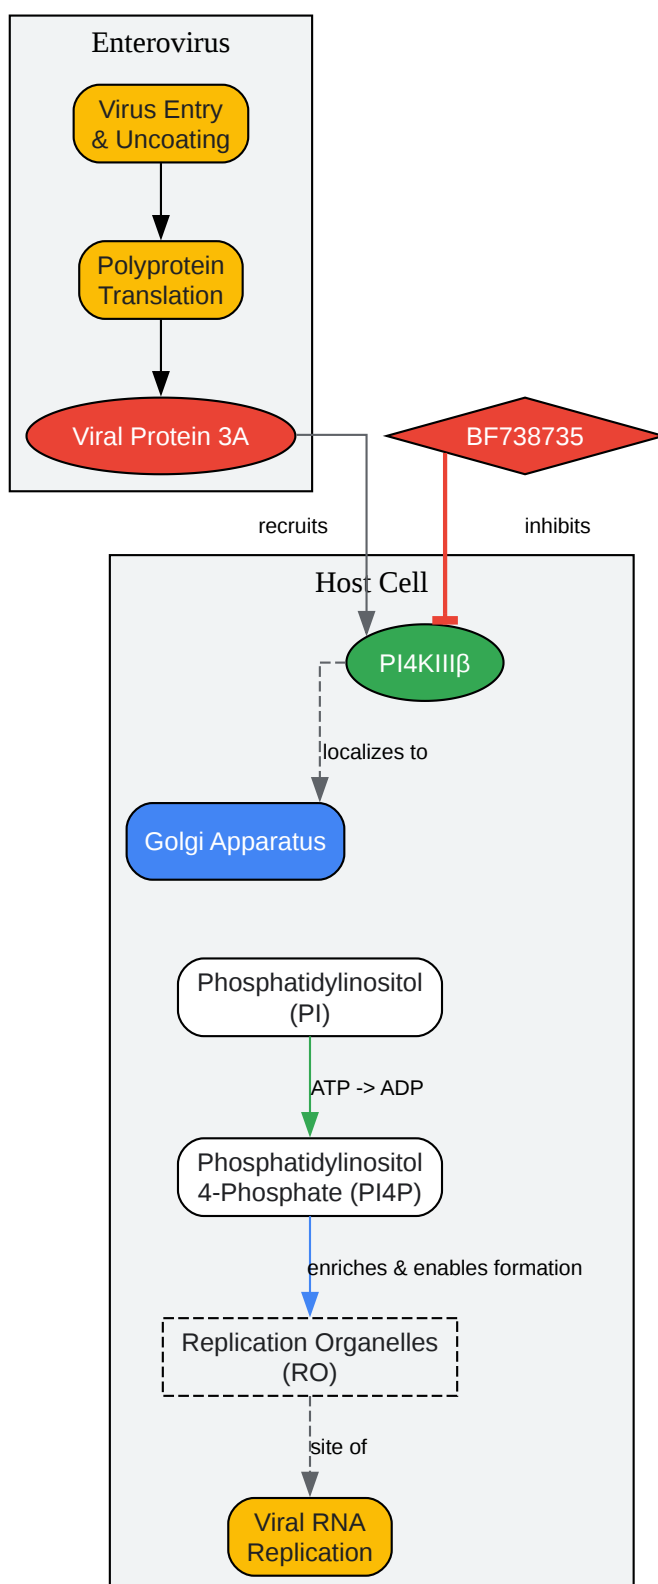 Enterovirus
Virus Entry
& Uncoating
Polyprotein
Translation
Viral Protein 3A
BF738735
recruits
inhibits
Host Cell
PI4KIIIβ
localizes to
Golgi Apparatus
Phosphatidylinositol
(PI)
ATP -> ADP
Phosphatidylinositol
4-Phosphate (PI4P)
enriches & enables formation
Replication Organelles
(RO)
site of
Viral RNA
Replication